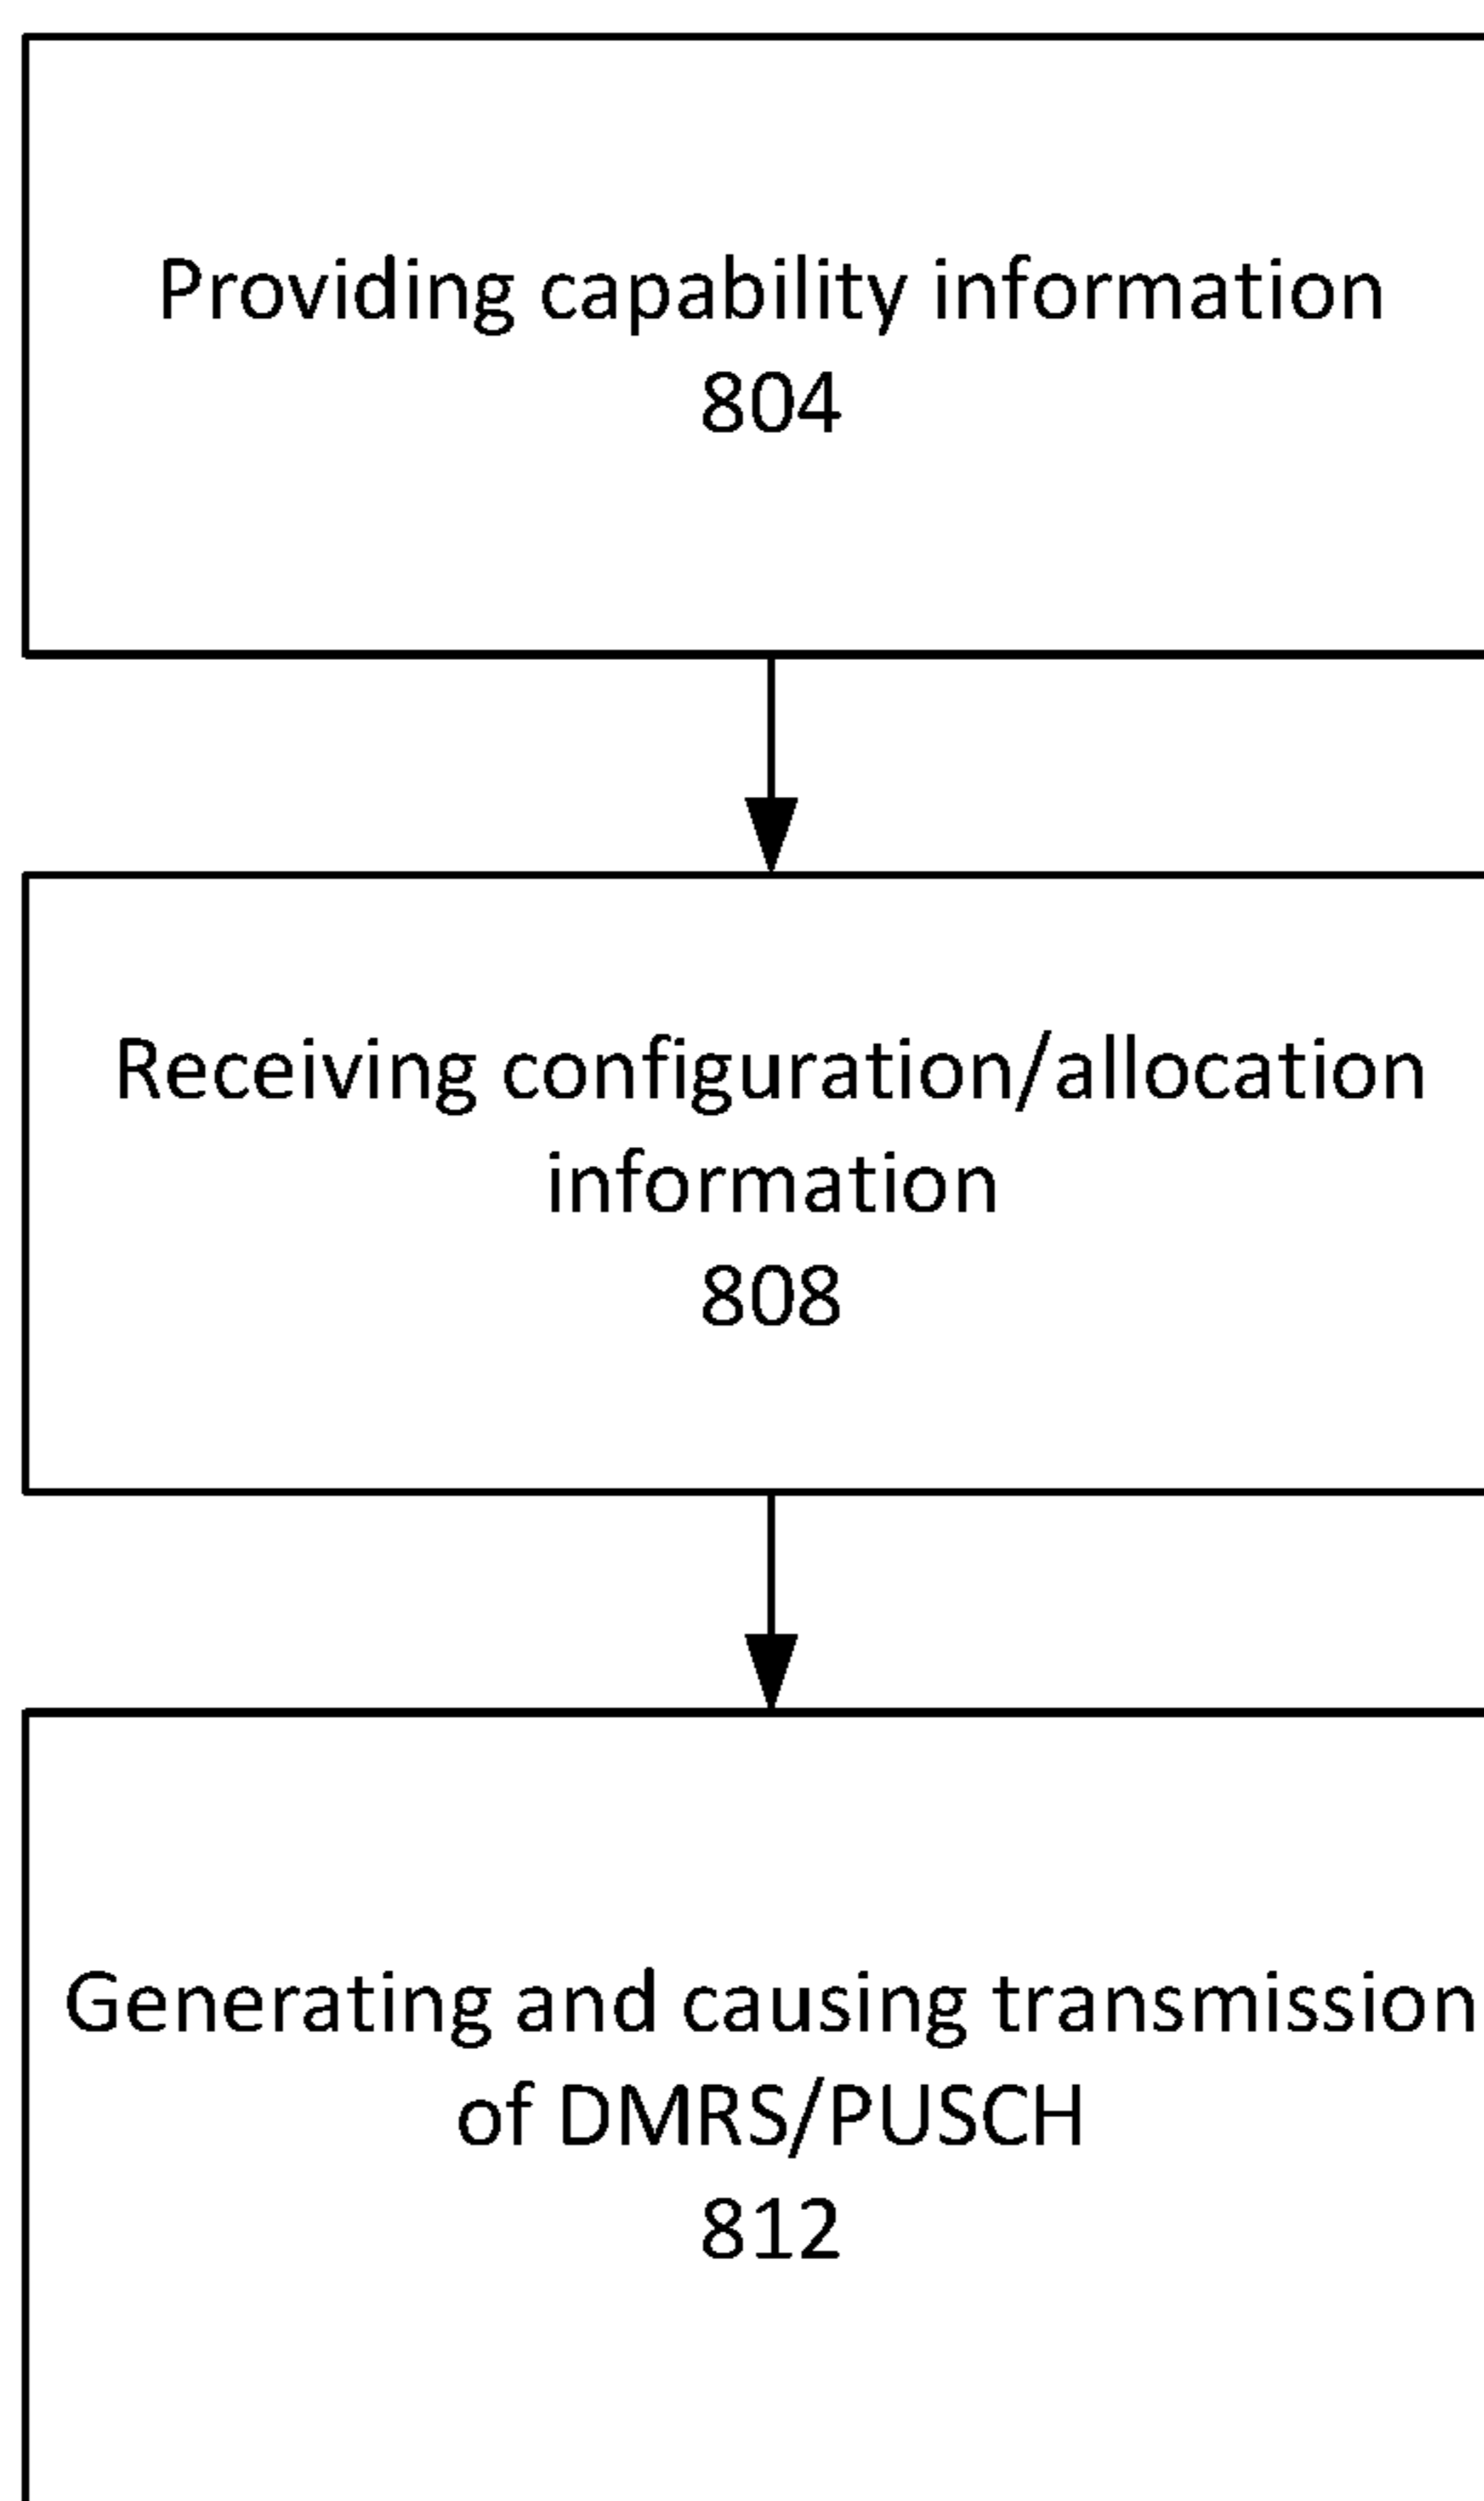 Providing capability information
804
Receiving configuration/allocation
information
808
Generating and causing transmission
of DMRS/PUSCH
812